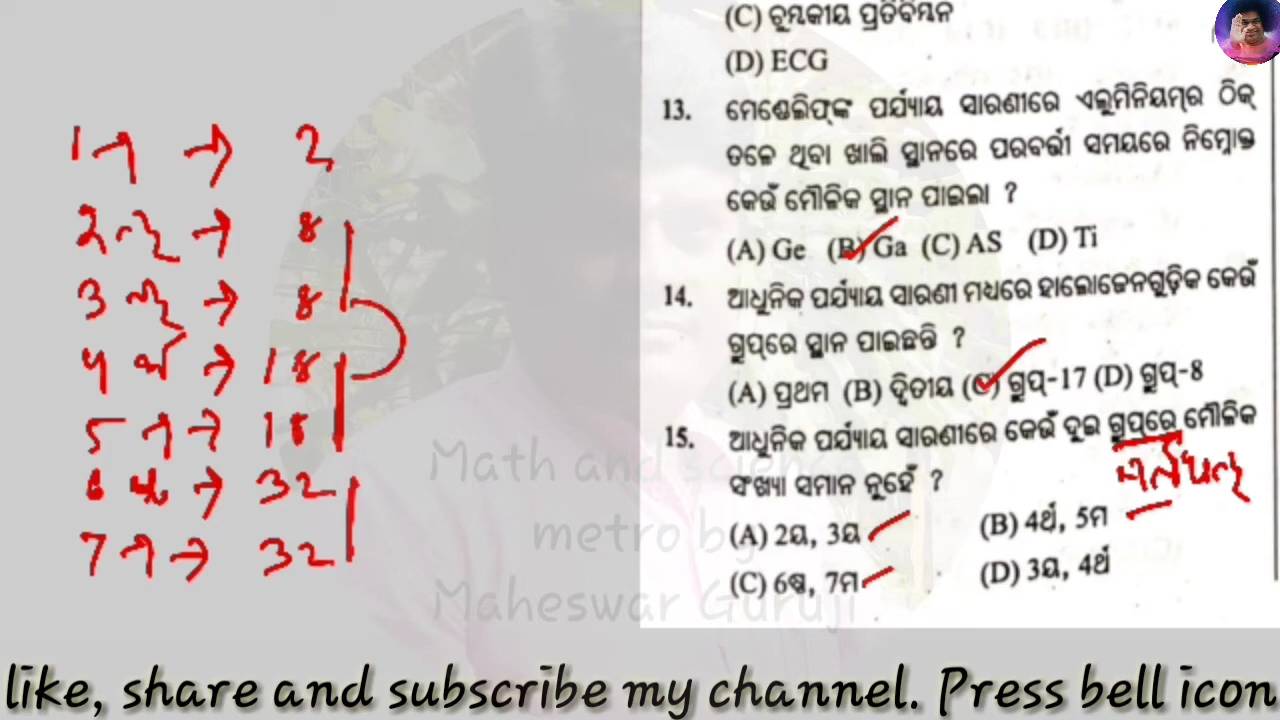 (C) ଚୁମ୍ବକୀୟ ପ୍ରତିବିମ୍ବନ
(D) ECG
13. ମେଣ୍ଡେଲିଫ୍‌ଙ୍କ ପର୍ଯ୍ୟାୟ ସାରଣୀରେ ଏଲୁମିନିୟମ୍‌ର ଠିକ୍
ତଳେ ଥିବା ଖାଲି ସ୍ଥାନରେ ପରବର୍ତ୍ତୀ ସମୟରେ ନିମ୍ନୋକ୍ତ
କେଉଁ ମୌଳିକ ସ୍ଥାନ ପାଇଲା ?
(A) Ge (B) Ga (C) AS (D) Ti
14. ଆଧୁନିକ ପର୍ଯ୍ୟାୟ ସାରଣୀ ମଧ୍ୟରେ ହାଲୋଜେନଗୁଡ଼ିକ କେଉଁ
ଗ୍ରୁପ୍‌ରେ ସ୍ଥାନ ପାଇଛନ୍ତି ?
(A) ପ୍ରଥମ (B) ଦ୍ୱିତୀୟ (C) ଗ୍ରୁପ୍-17 (D) ଗ୍ରୁପ୍-8
15. ଆଧୁନିକ ପର୍ଯ୍ୟାୟ ସାରଣୀରେ କେଉଁ ଦୁଇ ଗ୍ରୁପ୍‌ରେ ମୌଳିକ
ସଂଖ୍ୟା ସମାନ ନୁହେଁ ?
(A) 2ୟ, 3ୟ (B) 4ର୍ଥ, 5ମ
(C) 6ଷ୍ଠ, 7ମ (D) 3ୟ, 4ର୍ଥ
1 → 2
2 → 8
3 → 8
4 → 18
5 → 18
6 → 32
7 → 32
Math and science
metro by
Maheswar Guruji
like, share and subscribe my channel. Press bell icon